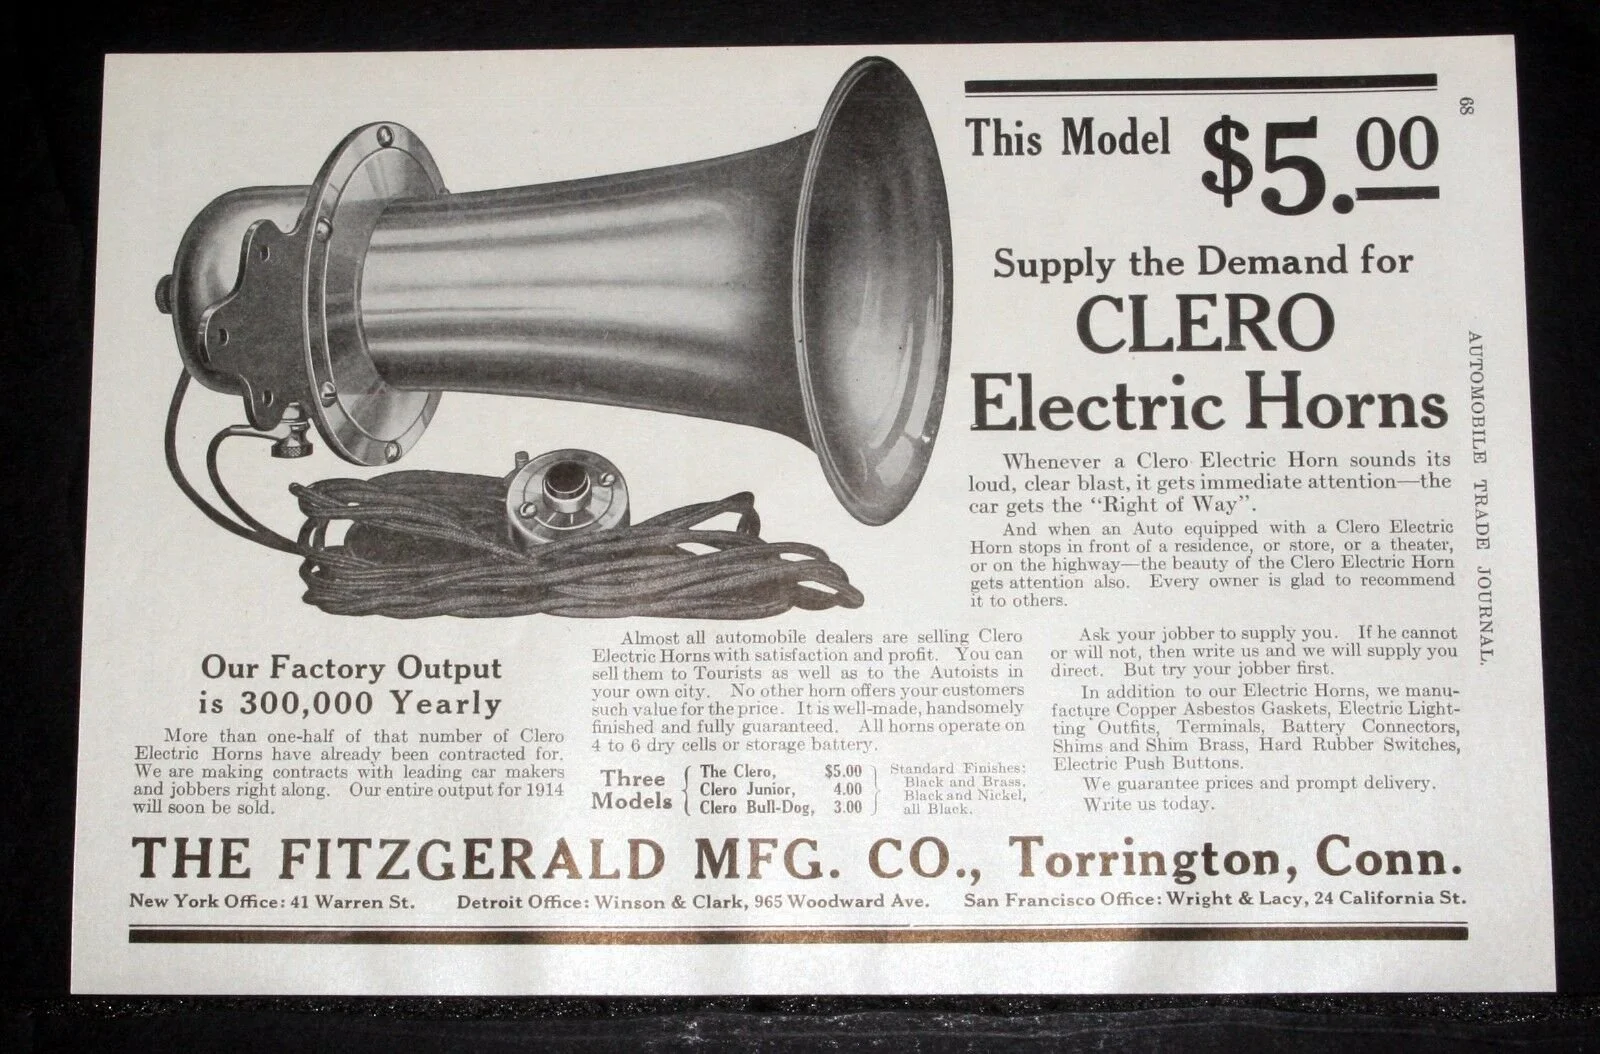 This Model $5.00
Supply the Demand for
CLERO
Electric Horns
Whenever a Clero Electric Horn sounds its
loud, clear blast, it gets immediate attention—the
car gets the "Right of Way".
And when an Auto equipped with a Clero Electric
Horn stops in front of a residence, or store, or a theater,
or on the highway—the beauty of the Clero Electric Horn
gets attention also. Every owner is glad to recommend
it to others.
68
AUTOMOBILE TRADE JOURNAL.
Our Factory Output
is 300,000 Yearly
More than one-half of that number of Clero
Electric Horns have already been contracted for.
We are making contracts with leading car makers
and jobbers right along. Our entire output for 1914
will soon be sold.
Almost all automobile dealers are selling Clero
Electric Horns with satisfaction and profit. You can
sell them to Tourists as well as to the Autoists in
your own city. No other horn offers your customers
such value for the price. It is well-made, handsomely
finished and fully guaranteed. All horns operate on
4 to 6 dry cells or storage battery.
Three
Models
The Clero, $5.00
Clero Junior, 4.00
Clero Bull-Dog, 3.00
Standard Finishes:
Black and Brass,
Black and Nickel,
all Black.
Ask your jobber to supply you. If he cannot
or will not, then write us and we will supply you
direct. But try your jobber first.
In addition to our Electric Horns, we manu-
facture Copper Asbestos Gaskets, Electric Light-
ting Outfits, Terminals, Battery Connectors,
Shims and Shim Brass, Hard Rubber Switches,
Electric Push Buttons.
We guarantee prices and prompt delivery.
Write us today.
THE FITZGERALD MFG. CO., Torrington, Conn.
New York Office: 41 Warren St. Detroit Office: Winson & Clark, 965 Woodward Ave. San Francisco Office: Wright & Lacy, 24 California St.